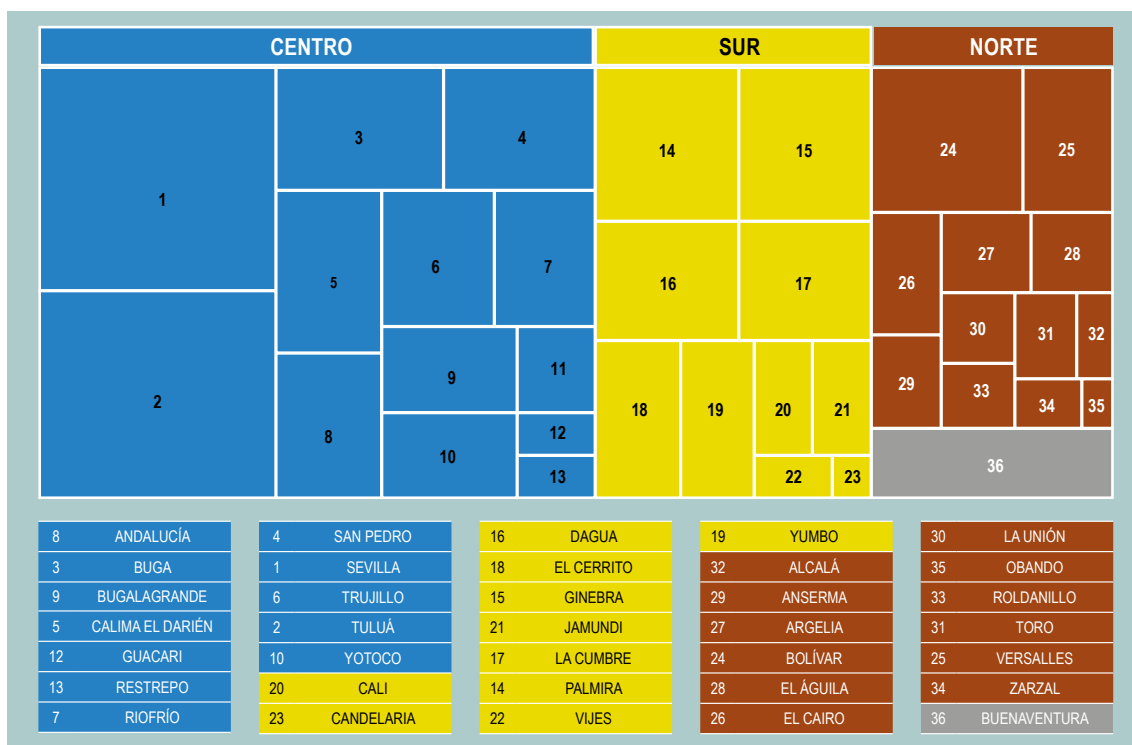 CENTRO
SUR
NORTE
1
2
3
4
5
6
7
8
9
10
11
12
13
14
15
16
17
18
19
20
21
22
23
24
25
26
27
28
29
30
31
32
33
34
35
36
8 ANDALUCÍA
3 BUGA
9 BUGALAGRANDE
5 CALIMA EL DARIÉN
12 GUACARI
13 RESTREPO
7 RIOFRÍO
4 SAN PEDRO
1 SEVILLA
6 TRUJILLO
2 TULUÁ
10 YOTOCO
20 CALI
23 CANDELARIA
16 DAGUA
18 EL CERRITO
15 GINEBRA
21 JAMUNDI
17 LA CUMBRE
14 PALMIRA
22 VIJES
19 YUMBO
32 ALCALÁ
29 ANSERMA
27 ARGELIA
24 BOLÍVAR
28 EL ÁGUILA
26 EL CAIRO
30 LA UNIÓN
35 OBANDO
33 ROLDANILLO
31 TORO
25 VERSALLES
34 ZARZAL
36 BUENAVENTURA